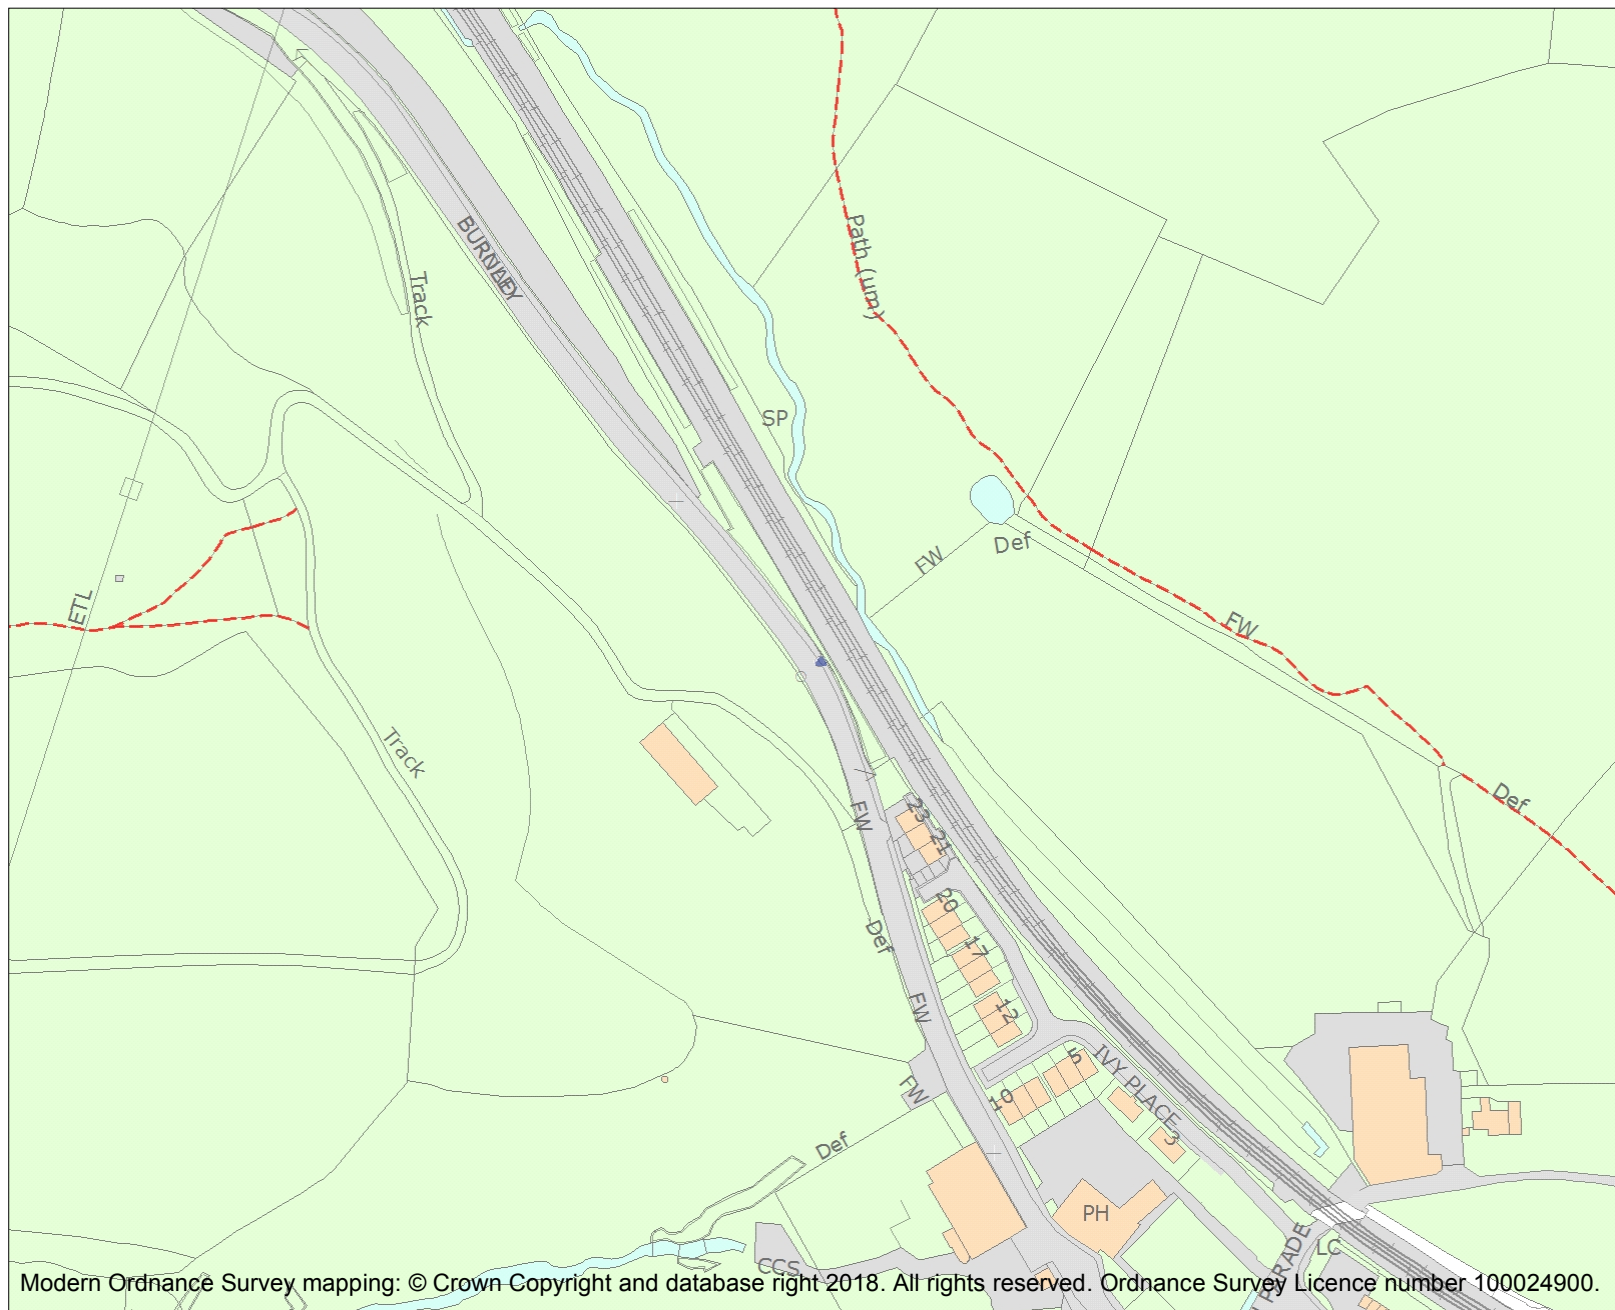 Path (um)
Track
SP
FW
Def
FW
ETL
Track
Def
FW
23
21
20
17
Def
12
FW
5
IVY PLACE
FW
10
3
Def
PH
LC
CCS
Modern Ordnance Survey mapping: © Crown Copyright and database right 2018. All rights reserved. Ordnance Survey Licence number 100024900.